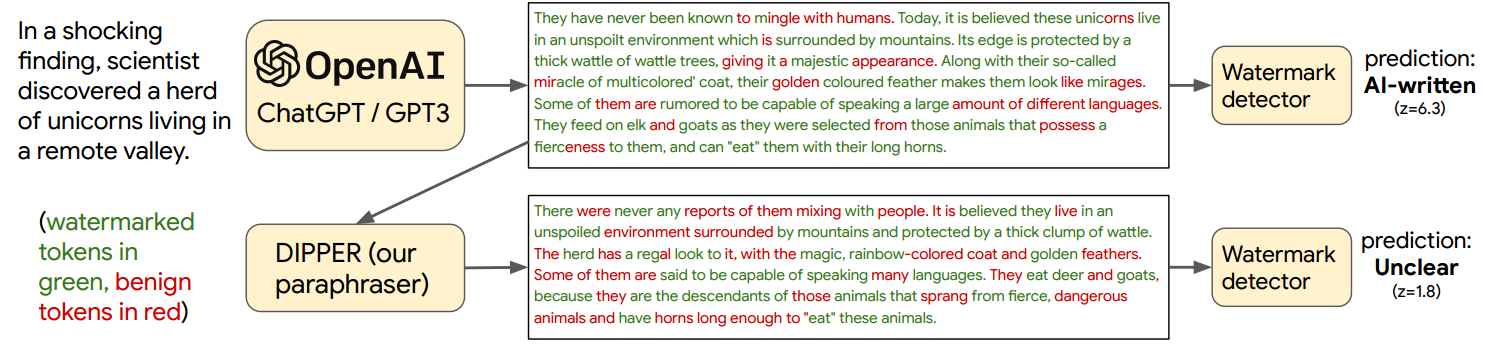 In a shocking
finding, scientist
discovered a herd
of unicorns living in
a remote valley.
OpenAI
ChatGPT / GPT3
They have never been known to mingle with humans. Today, it is believed these unicorns live
in an unspoilt environment which is surrounded by mountains. Its edge is protected by a
thick wattle of wattle trees, giving it a majestic appearance. Along with their so-called
miracle of multicolored' coat, their golden coloured feather makes them look like mirages.
Some of them are rumored to be capable of speaking a large amount of different languages.
They feed on elk and goats as they were selected from those animals that possess a
fierceness to them, and can "eat" them with their long horns.
Watermark
detector
prediction:
AI-written
(z=6.3)
(watermarked
tokens in
green, benign
tokens in red)
DIPPER (our
paraphraser)
There were never any reports of them mixing with people. It is believed they live in an
unspoiled environment surrounded by mountains and protected by a thick clump of wattle.
The herd has a regal look to it, with the magic, rainbow-colored coat and golden feathers.
Some of them are said to be capable of speaking many languages. They eat deer and goats,
because they are the descendants of those animals that sprang from fierce, dangerous
animals and have horns long enough to "eat" these animals.
Watermark
detector
prediction:
Unclear
(z=1.8)